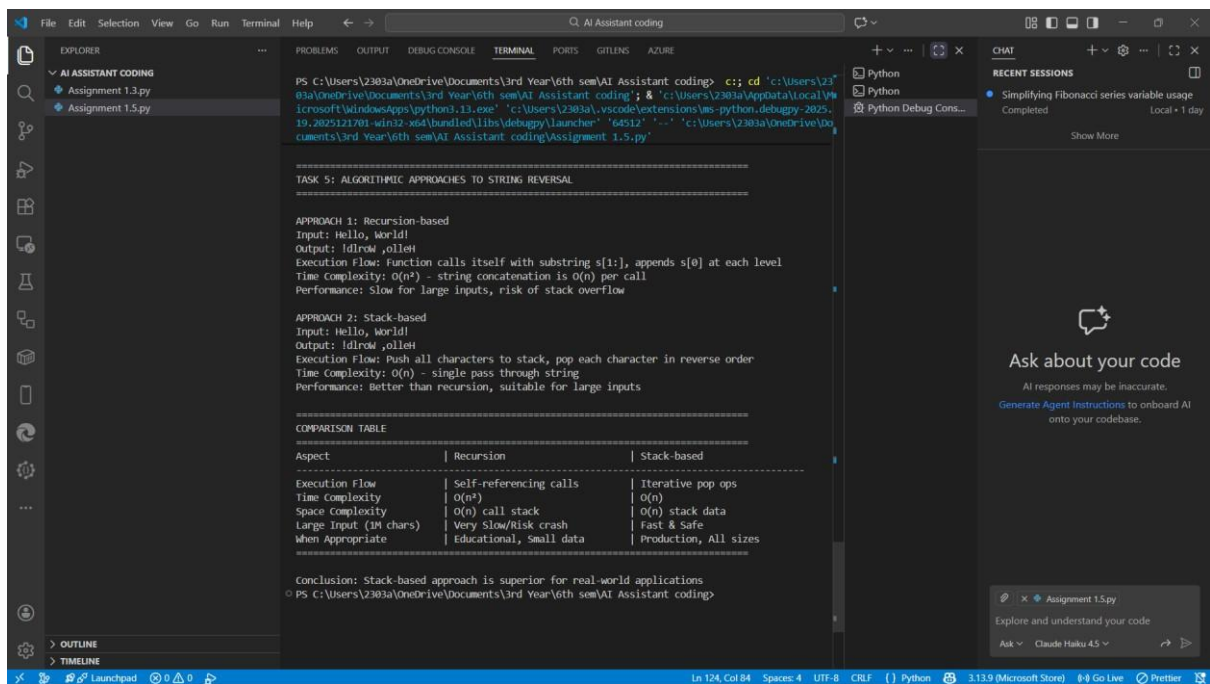 File Edit Selection View Go Run Terminal Help
AI Assistant coding
EXPLORER
AI ASSISTANT CODING
Assignment 1.3.py
Assignment 1.5.py
OUTLINE
TIMELINE
PROBLEMS OUTPUT DEBUG CONSOLE TERMINAL PORTS GITLENS AZURE
PS C:\Users\2303a\OneDrive\Documents\3rd Year\6th sem\AI Assistant coding> c:; cd 'c:\Users\23
03a\OneDrive\Documents\3rd Year\6th sem\AI Assistant coding'; & 'c:\Users\2303a\AppData\Local\M
icrosoft\WindowsApps\python3.13.exe' 'c:\Users\2303a\.vscode\extensions\ms-python.debugpy-2025.
19.2025121701-win32-x64\bundled\libs\debugpy\launcher' '64512' '--' 'c:\Users\2303a\OneDrive\Do
cuments\3rd Year\6th sem\AI Assistant coding\Assignment 1.5.py'
TASK 5: ALGORITHMIC APPROACHES TO STRING REVERSAL
APPROACH 1: Recursion-based
Input: Hello, World!
Output: !dlroW ,olleH
Execution Flow: Function calls itself with substring s[1:], appends s[0] at each level
Time Complexity: O(n²) - string concatenation is O(n) per call
Performance: Slow for large inputs, risk of stack overflow
APPROACH 2: Stack-based
Input: Hello, World!
Output: !dlroW ,olleH
Execution Flow: Push all characters to stack, pop each character in reverse order
Time Complexity: O(n) - single pass through string
Performance: Better than recursion, suitable for large inputs
COMPARISON TABLE
Aspect | Recursion | Stack-based
Execution Flow | Self-referencing calls | Iterative pop ops
Time Complexity | O(n²) | O(n)
Space Complexity | O(n) call stack | O(n) stack data
Large Input (1M chars) | Very Slow/Risk crash | Fast & Safe
When Appropriate | Educational, Small data | Production, All sizes
Conclusion: Stack-based approach is superior for real-world applications
PS C:\Users\2303a\OneDrive\Documents\3rd Year\6th sem\AI Assistant coding>
Python
Python
Python Debug Cons...
CHAT
RECENT SESSIONS
Simplifying Fibonacci series variable usage
Completed Local • 1 day
Show More
Ask about your code
AI responses may be inaccurate.
Generate Agent Instructions to onboard AI
onto your codebase.
Assignment 1.5.py
Explore and understand your code
Ask Claude Haiku 4.5
Launchpad 0 0 Ln 124, Col 84 Spaces: 4 UTF-8 CRLF {} Python 3.13.9 (Microsoft Store) Go Live Prettier